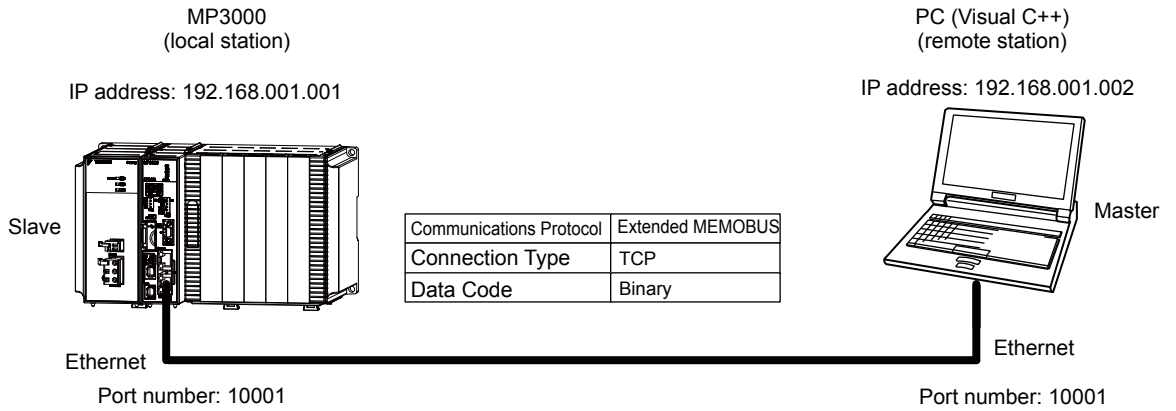 MP3000
(local station)
PC (Visual C++)
(remote station)
IP address: 192.168.001.001
IP address: 192.168.001.002
Slave
Master
Communications Protocol Extended MEMOBUS
Connection Type TCP
Data Code Binary
Ethernet
Ethernet
Port number: 10001
Port number: 10001